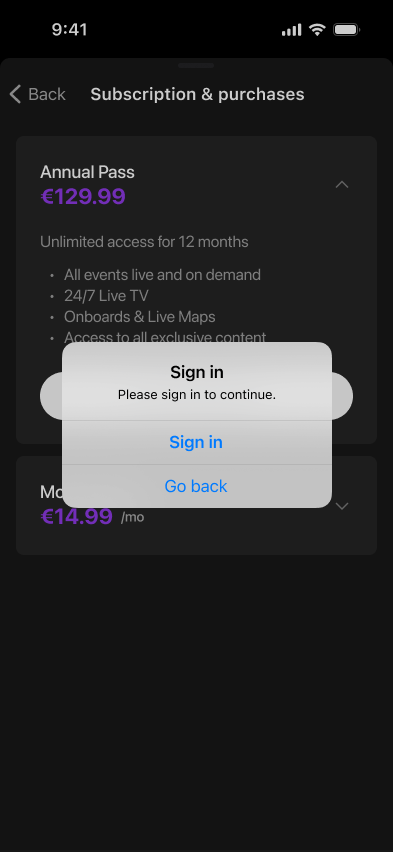 9:41
Back
Subscription & purchases
Annual Pass
€129.99
Unlimited access for 12 months
• All events live and on demand
• 24/7 Live TV
• Onboards & Live Maps
• Access to all exclusive content
Sign in
Please sign in to continue.
Sign in
Go back
€14.99 /mo